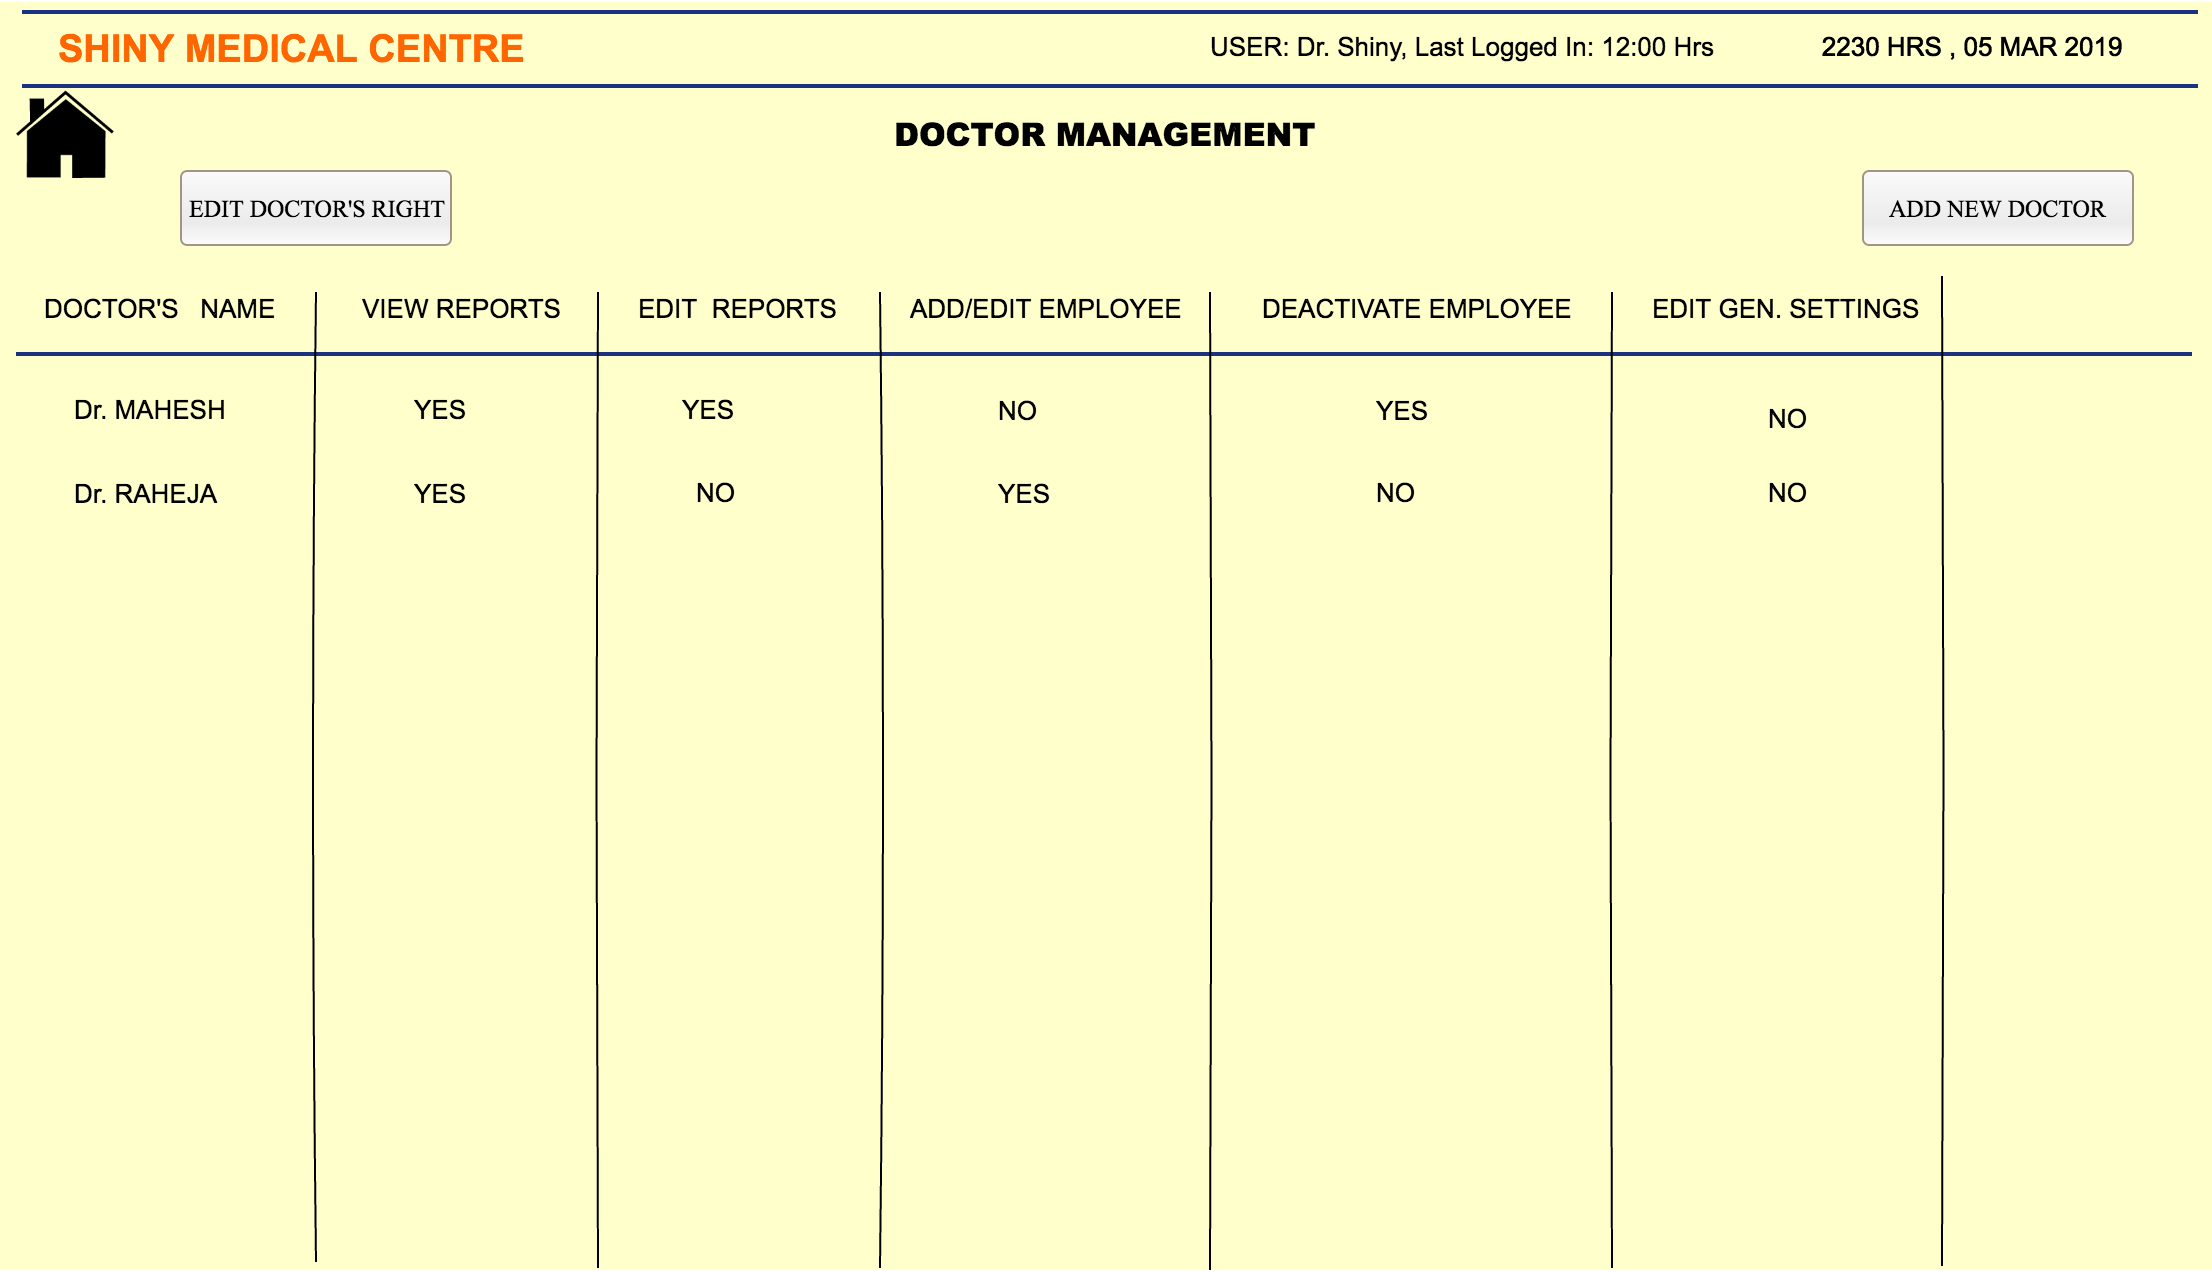 SHINY MEDICAL CENTRE USER: Dr. Shiny, Last Logged In: 12:00 Hrs 2230 HRS , 05 MAR 2019
DOCTOR MANAGEMENT
EDIT DOCTOR'S RIGHT ADD NEW DOCTOR
DOCTOR'S NAME VIEW REPORTS EDIT REPORTS ADD/EDIT EMPLOYEE DEACTIVATE EMPLOYEE EDIT GEN. SETTINGS
Dr. MAHESH YES YES NO YES NO
Dr. RAHEJA YES NO YES NO NO